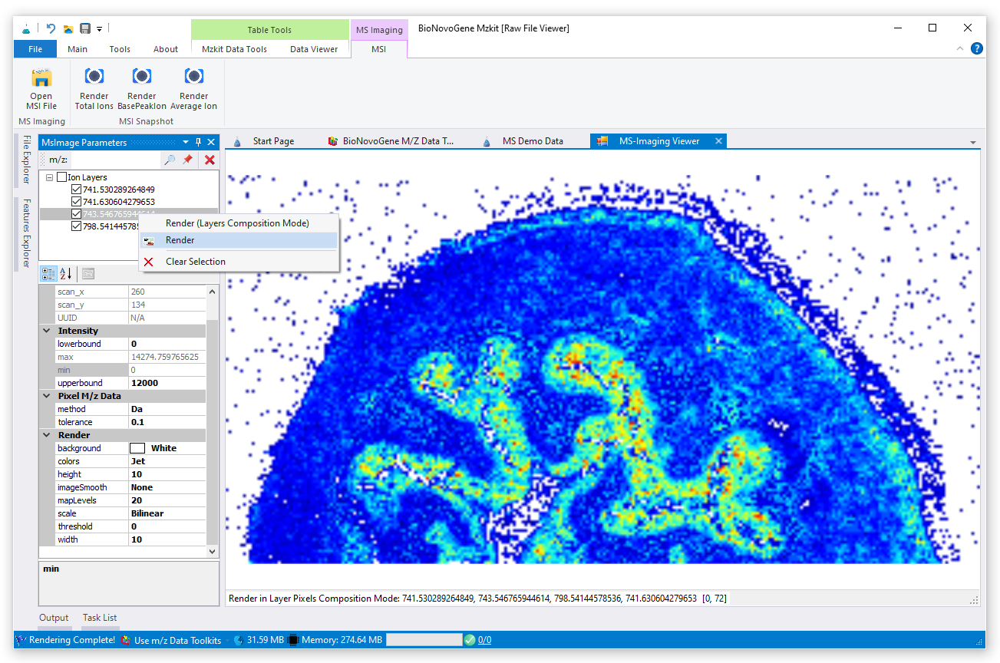 Table Tools
MS Imaging
BioNovoGene Mzkit [Raw File Viewer]
File
Main
Tools
About
Mzkit Data Tools
Data Viewer
MSI
?
Open
MSI File
Render
Total Ions
Render
BasePeakIon
Render
Average Ion
MS Imaging
MSI Snapshot
File Explorer
Features Explorer
MsImage Parameters
Start Page
BioNovoGene M/Z Data T...
MS Demo Data
MS-Imaging Viewer
m/z:
Ion Layers
741.530289264849
741.630604279653
743.546765944614
798.54144578
Render (Layers Composition Mode)
Render
Clear Selection
scan_x 260
scan_y 134
UUID N/A
Intensity
lowerbound 0
max 14274.759765625
min 0
upperbound 12000
Pixel M/z Data
method Da
tolerance 0.1
Render
background White
colors Jet
height 10
imageSmooth None
mapLevels 20
scale Bilinear
threshold 0
width 10
min
Render in Layer Pixels Composition Mode: 741.530289264849, 743.546765944614, 798.54144578536, 741.630604279653 [0, 72]
Output
Task List
Rendering Complete!
Use m/z Data Toolkits
31.59 MB
Memory: 274.64 MB
0/0